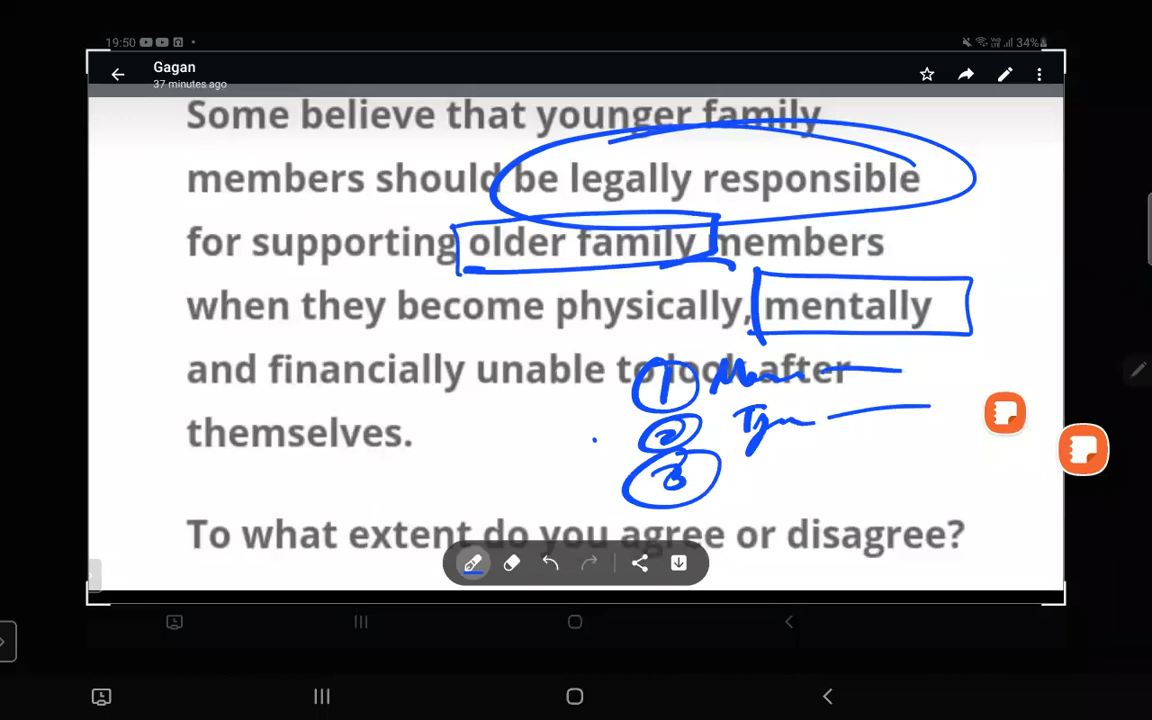 19:50 34%
Gagan
37 minutes ago
Some believe that younger family
members should be legally responsible
for supporting older family members
when they become physically, mentally
and financially unable to look after
themselves.
1
2
3
To what extent do you agree or disagree?